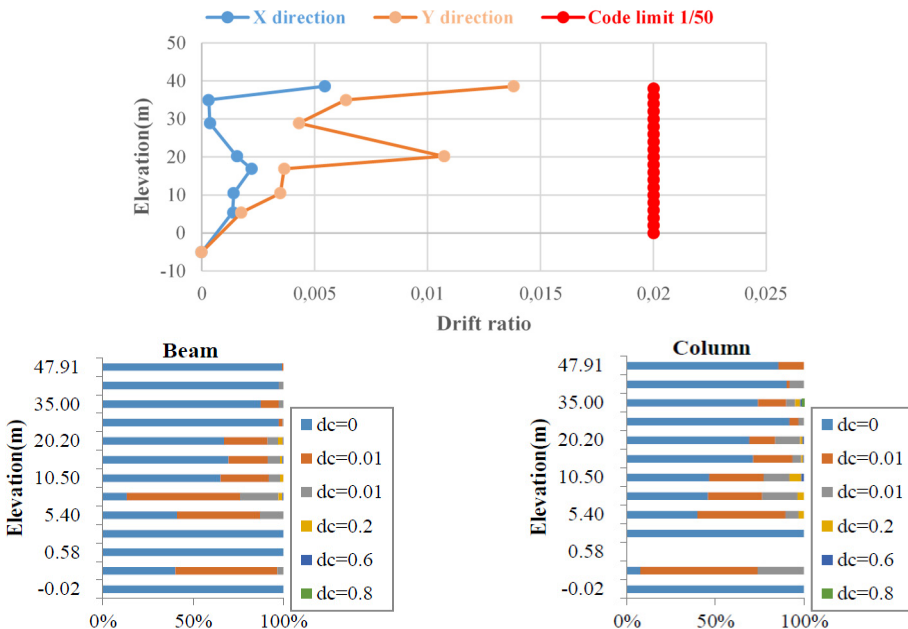 X direction Y direction Code limit 1/50
50
40
30
20
10
0
-10
Elevation(m)
0 0,005 0,01 0,015 0,02 0,025
Drift ratio
Beam
47.91
35.00
20.20
10.50
5.40
0.58
-0.02
Elevation(m)
0% 50% 100%
dc=0
dc=0.01
dc=0.01
dc=0.2
dc=0.6
dc=0.8
Column
47.91
35.00
20.20
10.50
5.40
0.58
-0.02
Elevation(m)
0% 50% 100%
dc=0
dc=0.01
dc=0.01
dc=0.2
dc=0.6
dc=0.8